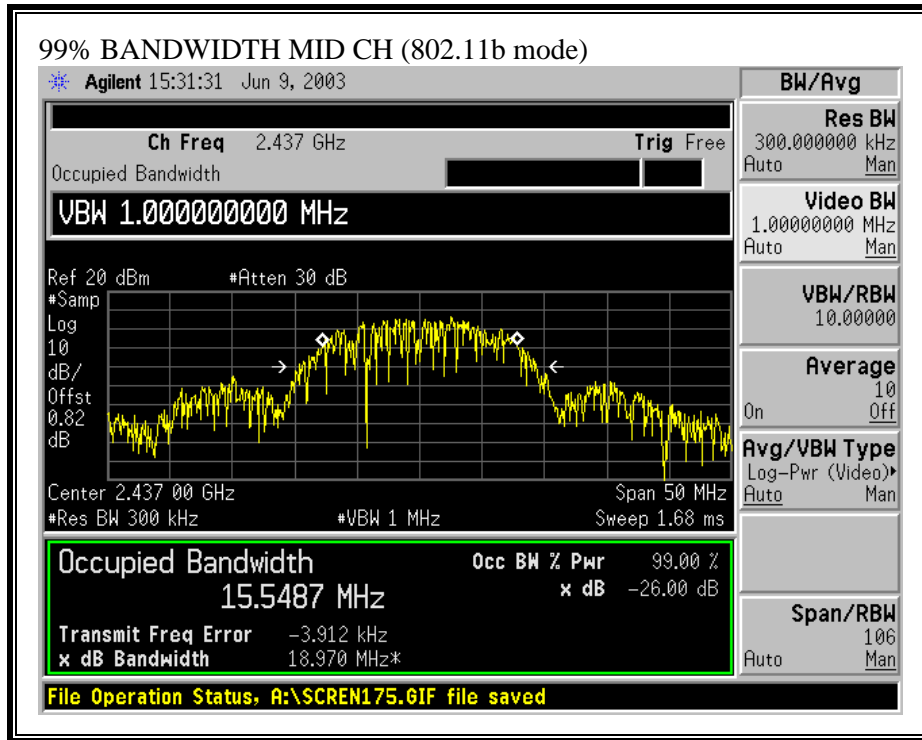 99% BANDWIDTH MID CH (802.11b mode)
Agilent 15:31:31 Jun 9, 2003
BW/Avg
Ch Freq 2.437 GHz Trig Free
Occupied Bandwidth
VBW 1.000000000 MHz
Ref 20 dBm #Atten 30 dB
#Samp
Log
10
dB/
Offst
0.82
dB
Center 2.437 00 GHz Span 50 MHz
#Res BW 300 kHz #VBW 1 MHz Sweep 1.68 ms
Occupied Bandwidth
15.5487 MHz
Occ BW % Pwr 99.00 %
x dB -26.00 dB
Transmit Freq Error -3.912 kHz
x dB Bandwidth 18.970 MHz*
Res BW
300.000000 kHz
Auto Man
Video BW
1.00000000 MHz
Auto Man
VBW/RBW
10.00000
Average
10
On Off
Avg/VBW Type
Log-Pwr (Video)▸
Auto Man
Span/RBW
106
Auto Man
File Operation Status, A:\SCREN175.GIF file saved